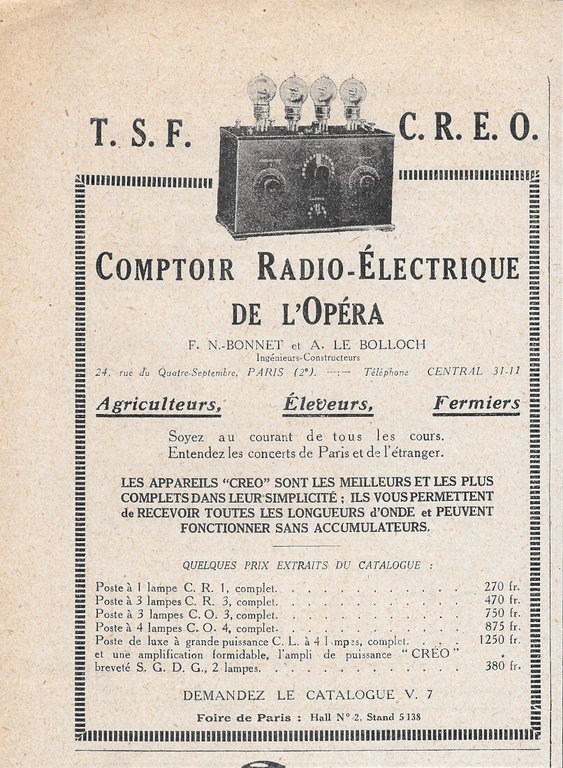 T. S. F.
C. R. E. O.
COMPTOIR RADIO-ÉLECTRIQUE
DE L'OPÉRA
F. N.-BONNET et A. LE BOLLOCH
Ingénieurs-Constructeurs
24, rue du Quatre-Septembre, PARIS (2e). —:— Téléphone CENTRAL 31-11
Agriculteurs, Éleveurs, Fermiers
Soyez au courant de tous les cours.
Entendez les concerts de Paris et de l'étranger.
LES APPAREILS "CREO" SONT LES MEILLEURS ET LES PLUS
COMPLETS DANS LEUR SIMPLICITÉ ; ILS VOUS PERMETTENT
de RECEVOIR TOUTES LES LONGUEURS d'ONDE et PEUVENT
FONCTIONNER SANS ACCUMULATEURS.
QUELQUES PRIX EXTRAITS DU CATALOGUE :
Poste à 1 lampe C. R. 1, complet. . . . . . . . . . . . 270 fr.
Poste à 3 lampes C. R. 3, complet. . . . . . . . . . . . 470 fr.
Poste à 3 lampes C. O. 3, complet. . . . . . . . . . . . 750 fr.
Poste à 4 lampes C. O. 4, complet. . . . . . . . . . . . 875 fr.
Poste de luxe à grande puissance C. L. à 4 lampes, complet. . . . . 1250 fr.
et une amplification formidable, l'ampli de puissance "CRÉO"
breveté S. G. D. G., 2 lampes. . . . . . . . . . . . . 380 fr.
DEMANDEZ LE CATALOGUE V. 7
Foire de Paris : Hall N° 2, Stand 5138